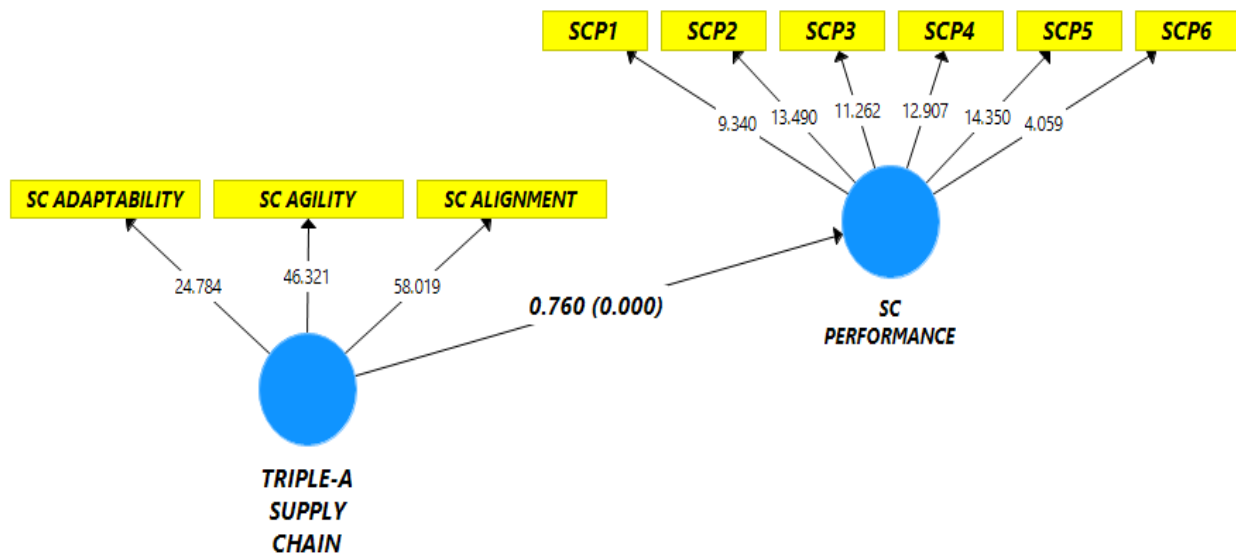 SCP1 SCP2 SCP3 SCP4 SCP5 SCP6
9.340 13.490 11.262 12.907 14.350 4.059
SC ADAPTABILITY SC AGILITY SC ALIGNMENT
24.784 46.321 58.019
0.760 (0.000)
SC
PERFORMANCE
TRIPLE-A
SUPPLY
CHAIN